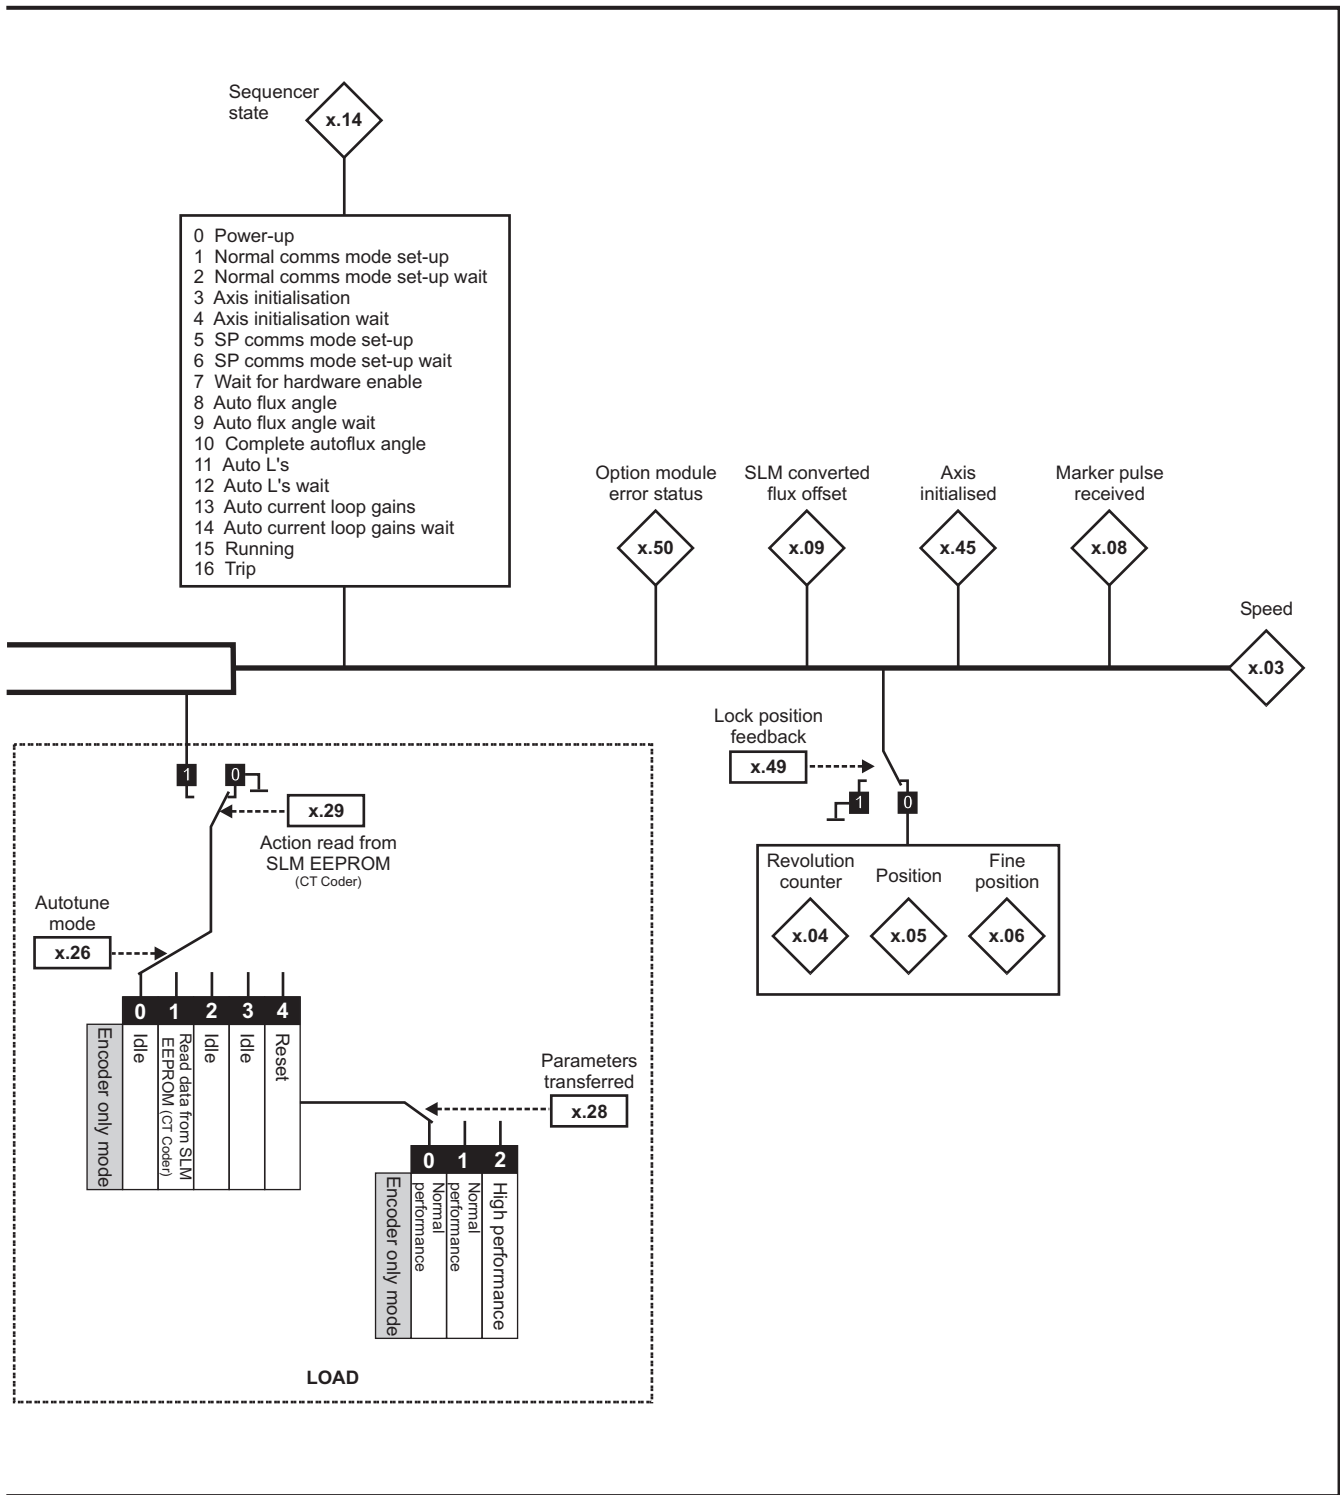 Sequencer
state
x.14
0 Power-up
1 Normal comms mode set-up
2 Normal comms mode set-up wait
3 Axis initialisation
4 Axis initialisation wait
5 SP comms mode set-up
6 SP comms mode set-up wait
7 Wait for hardware enable
8 Auto flux angle
9 Auto flux angle wait
10 Complete autoflux angle
11 Auto L's
12 Auto L's wait
13 Auto current loop gains
14 Auto current loop gains wait
15 Running
16 Trip
Option module
error status
x.50
SLM converted
flux offset
x.09
Axis
initialised
x.45
Marker pulse
received
x.08
Speed
x.03
Lock position
feedback
x.49
1
0
Revolution
counter
x.04
Position
x.05
Fine
position
x.06
1
0
x.29
Action read from
SLM EEPROM
(CT Coder)
Autotune
mode
x.26
0 1 2 3 4
Encoder only mode
Idle
Read data from SLM
EEPROM (CT Coder)
Idle
Idle
Reset
Parameters
transferred
x.28
0 1 2
Encoder only mode
Normal
performance
Normal
performance
High performance
LOAD